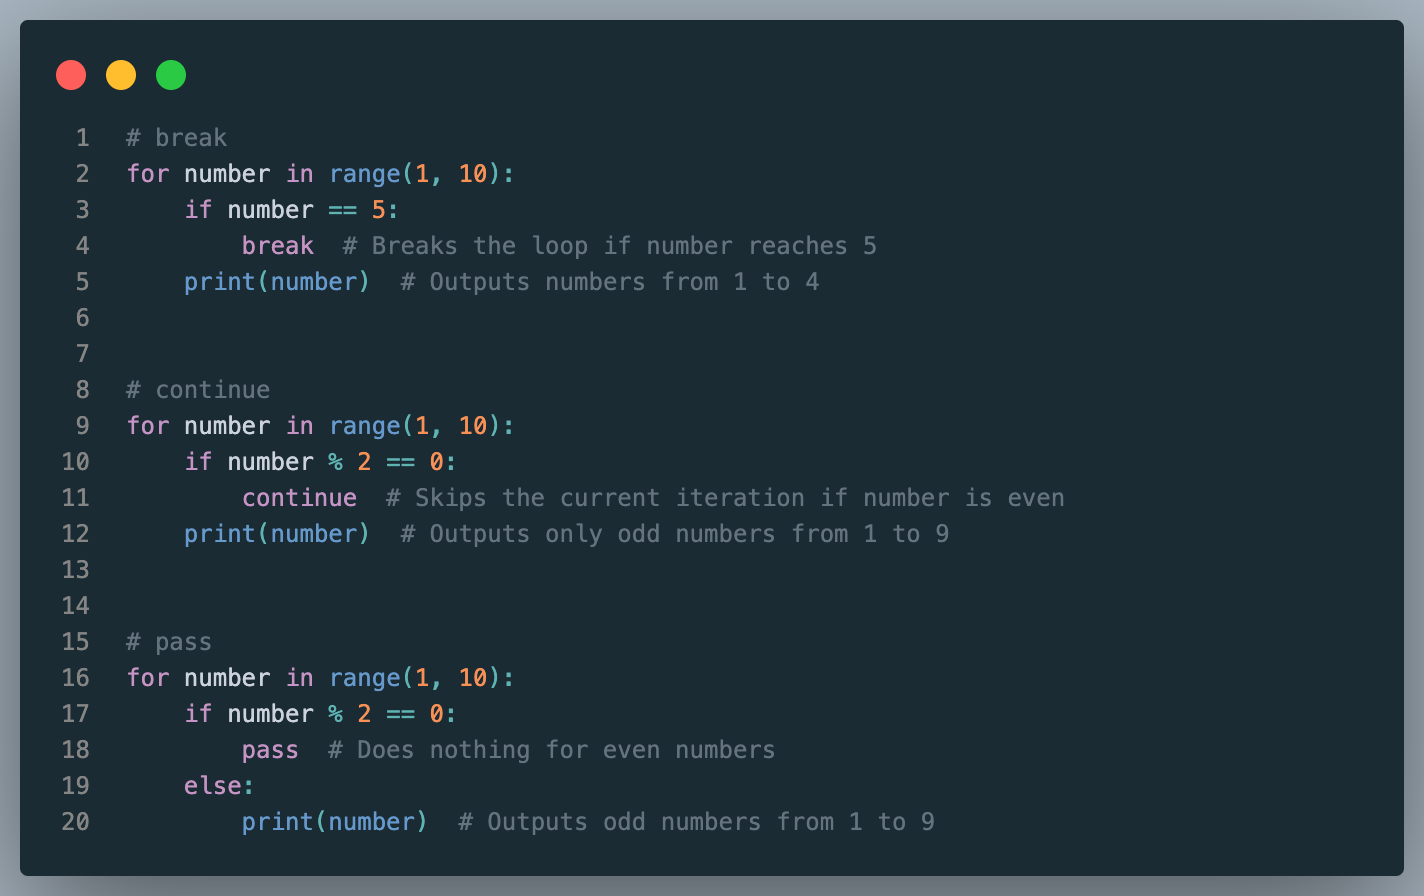 1 # break
2 for number in range(1, 10):
3     if number == 5:
4         break  # Breaks the loop if number reaches 5
5     print(number)  # Outputs numbers from 1 to 4
6
7
8 # continue
9 for number in range(1, 10):
10     if number % 2 == 0:
11         continue  # Skips the current iteration if number is even
12     print(number)  # Outputs only odd numbers from 1 to 9
13
14
15 # pass
16 for number in range(1, 10):
17     if number % 2 == 0:
18         pass  # Does nothing for even numbers
19     else:
20         print(number)  # Outputs odd numbers from 1 to 9